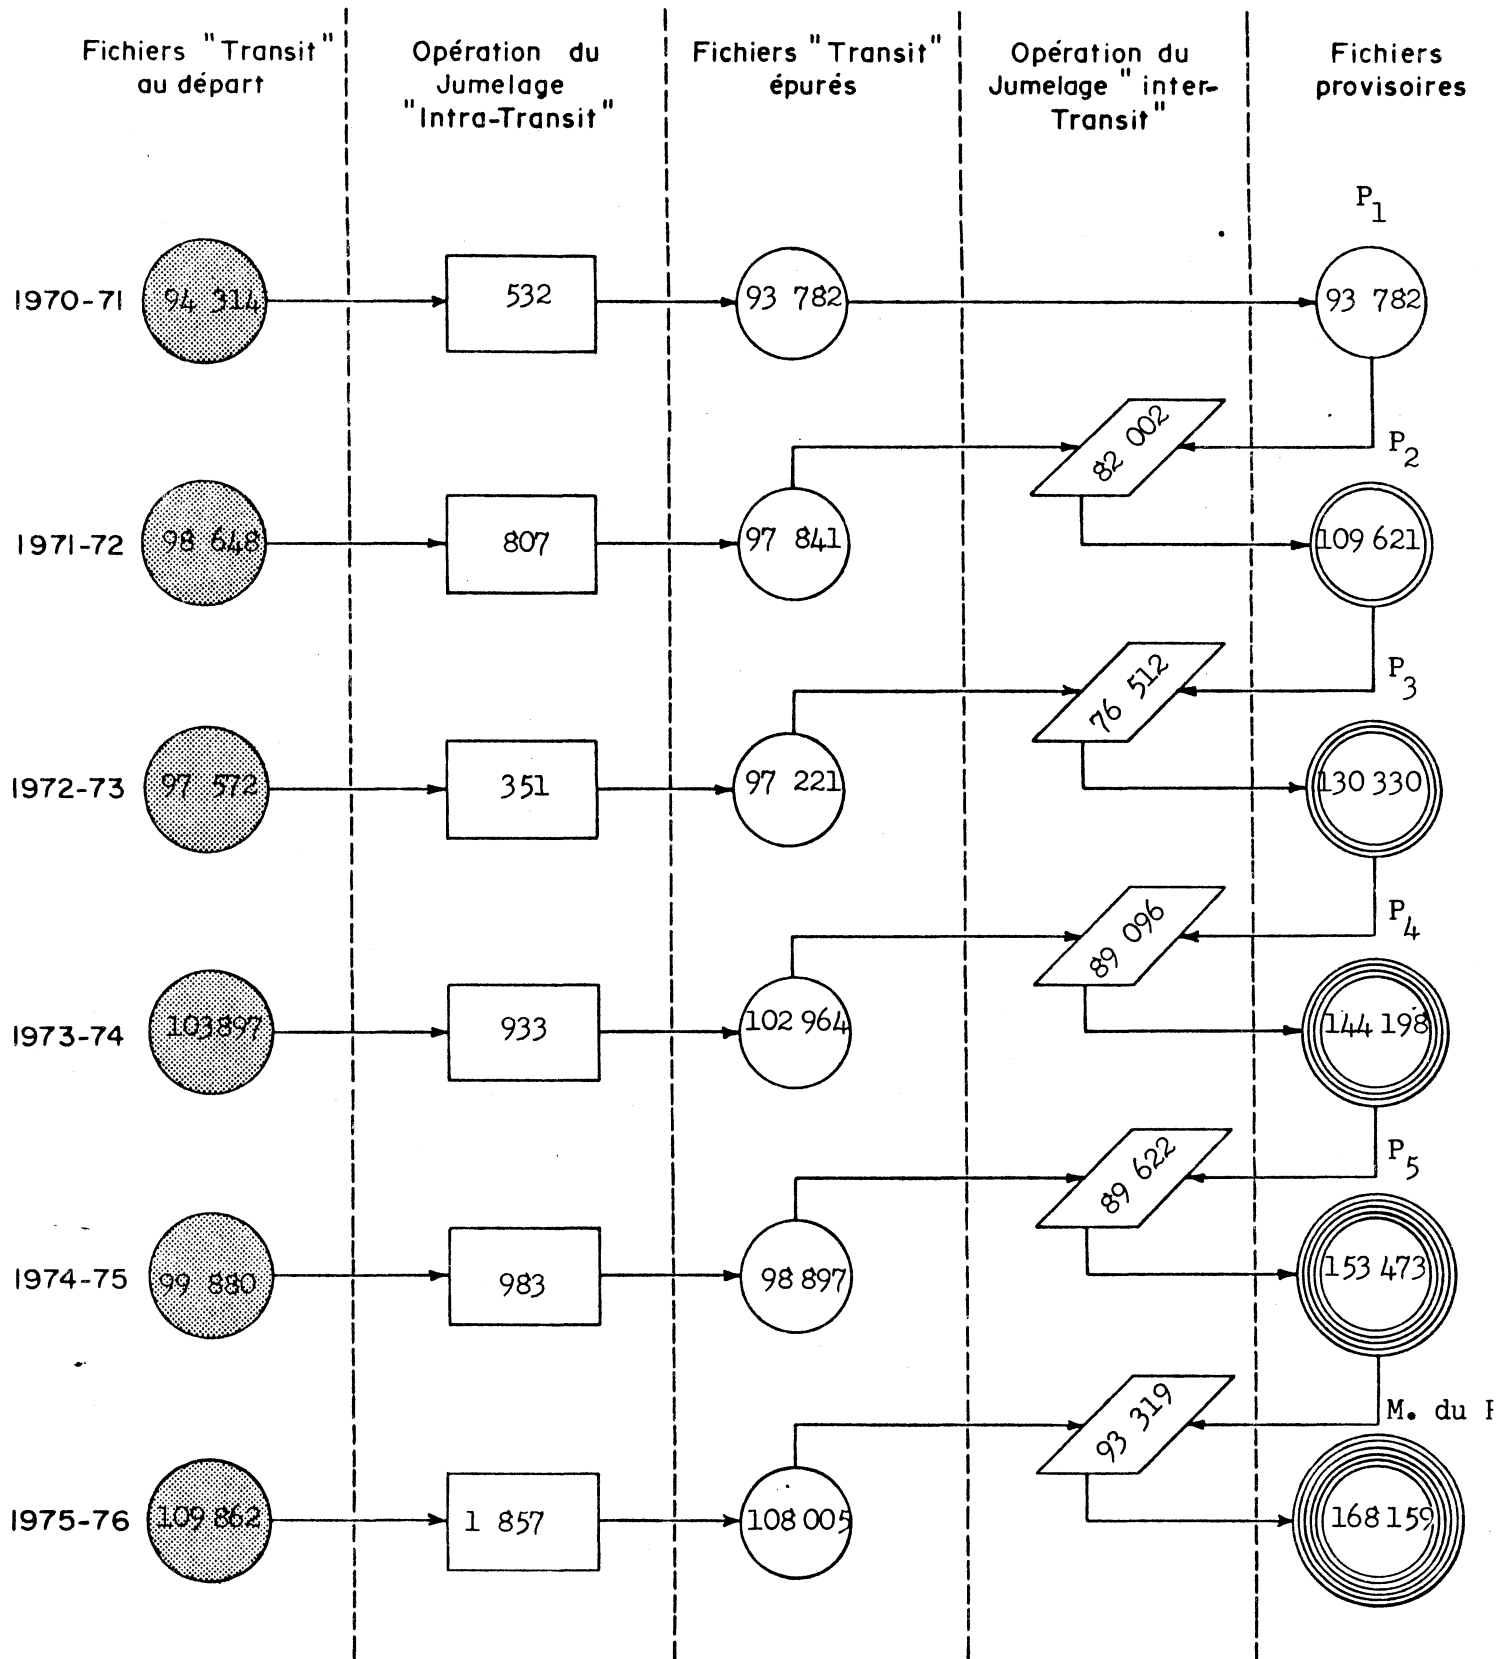 Fichiers "Transit" au départ
Opération du Jumelage "Intra-Transit"
Fichiers "Transit" épurés
Opération du Jumelage "inter-Transit"
Fichiers provisoires
P1
1970-71 94 314 532 93 782 93 782
82 002
P2
1971-72 98 648 807 97 841 109 621
76 512
P3
1972-73 97 572 351 97 221 130 330
89 096
P4
1973-74 103897 933 102 964 144 198
89 622
P5
1974-75 99 880 983 98 897 153 473
93 319
M. du
1975-76 109 862 1 857 108 005 168 159